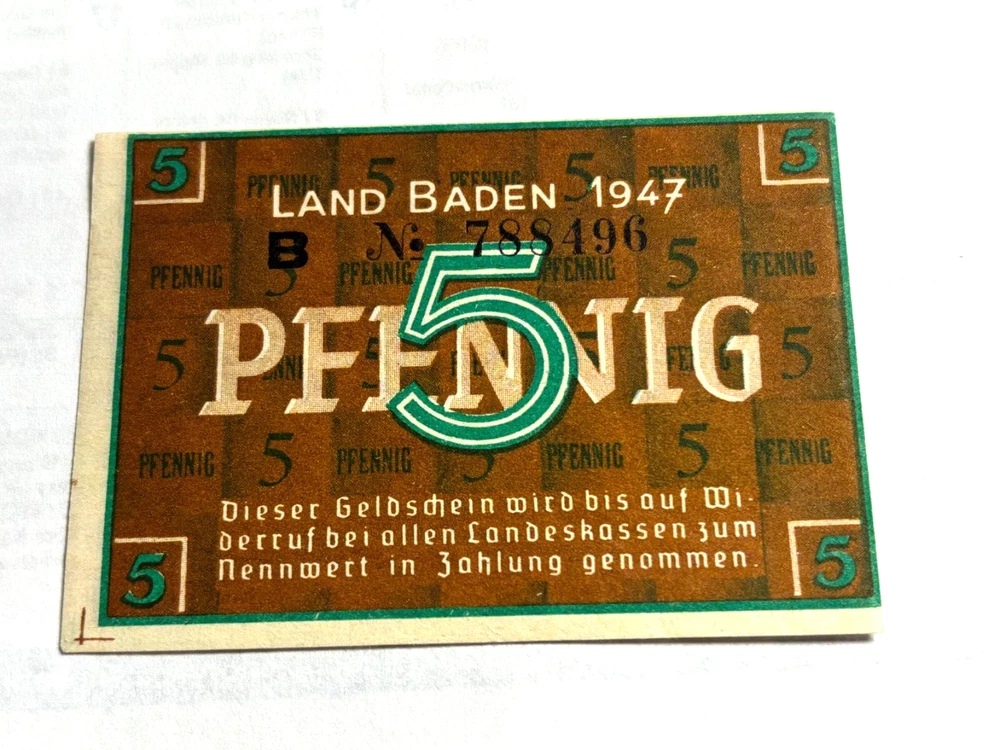 5 5
LAND BADEN 1947
B № 788496
5
PFENNIG
Dieser Geldschein wird bis auf Wi-
derruf bei allen Landeskassen zum
Nennwert in Zahlung genommen.
5 5